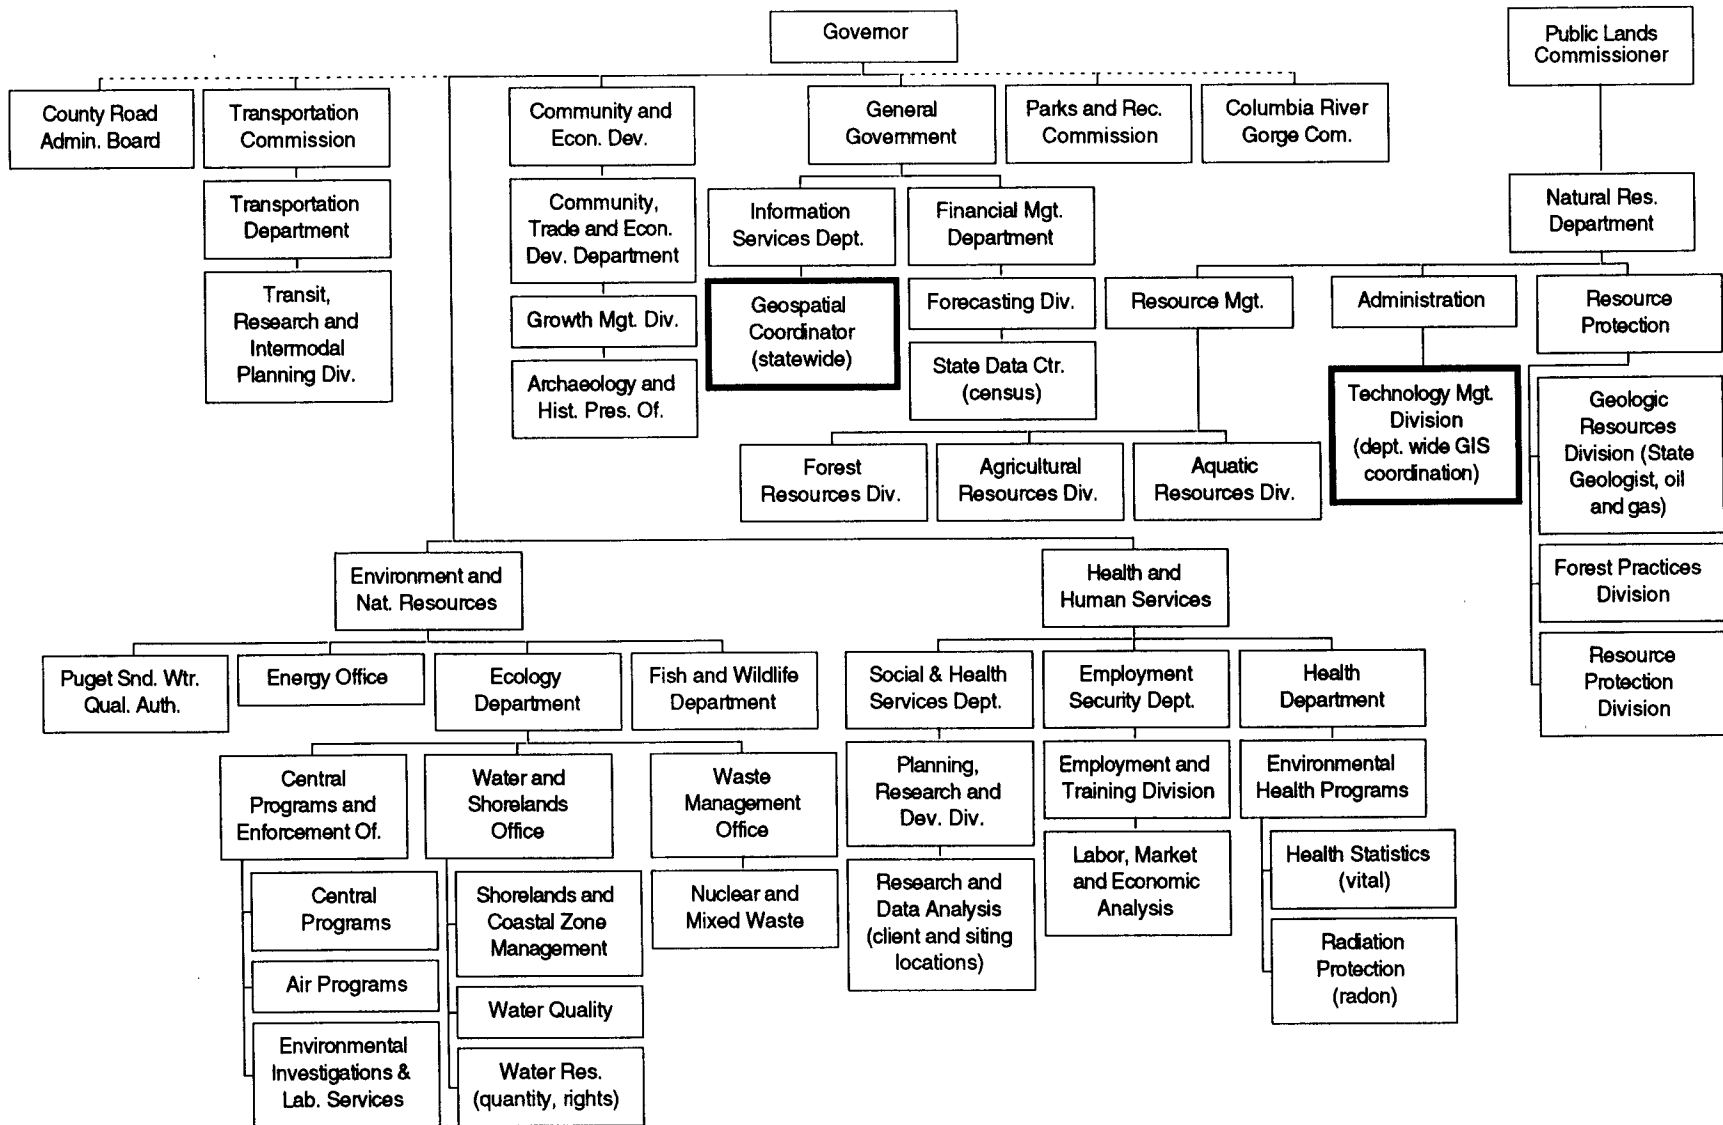 Governor
Public Lands
Commissioner
County Road
Admin. Board
Transportation
Commission
Community and
Econ. Dev.
General
Government
Parks and Rec.
Commission
Columbia River
Gorge Com.
Transportation
Department
Community,
Trade and Econ.
Dev. Department
Information
Services Dept.
Financial Mgt.
Department
Natural Res.
Department
Transit,
Research and
Intermodal
Planning Div.
Growth Mgt. Div.
Geospatial
Coordinator
(statewide)
Forecasting Div.
Resource Mgt.
Administration
Resource
Protection
Archaeology and
Hist. Pres. Of.
State Data Ctr.
(census)
Technology Mgt.
Division
(dept. wide GIS
coordination)
Geologic
Resources
Division (State
Geologist, oil
and gas)
Forest
Resources Div.
Agricultural
Resources Div.
Aquatic
Resources Div.
Forest Practices
Division
Resource
Protection
Division
Environment and
Nat. Resources
Health and
Human Services
Puget Snd. Wtr.
Qual. Auth.
Energy Office
Ecology
Department
Fish and Wildlife
Department
Social & Health
Services Dept.
Employment
Security Dept.
Health
Department
Central
Programs and
Enforcement Of.
Water and
Shorelands
Office
Waste
Management
Office
Planning,
Research and
Dev. Div.
Employment and
Training Division
Environmental
Health Programs
Central
Programs
Shorelands and
Coastal Zone
Management
Nuclear and
Mixed Waste
Research and
Data Analysis
(client and siting
locations)
Labor, Market
and Economic
Analysis
Health Statistics
(vital)
Air Programs
Water Quality
Radiation
Protection
(radon)
Environmental
Investigations &
Lab. Services
Water Res.
(quantity, rights)